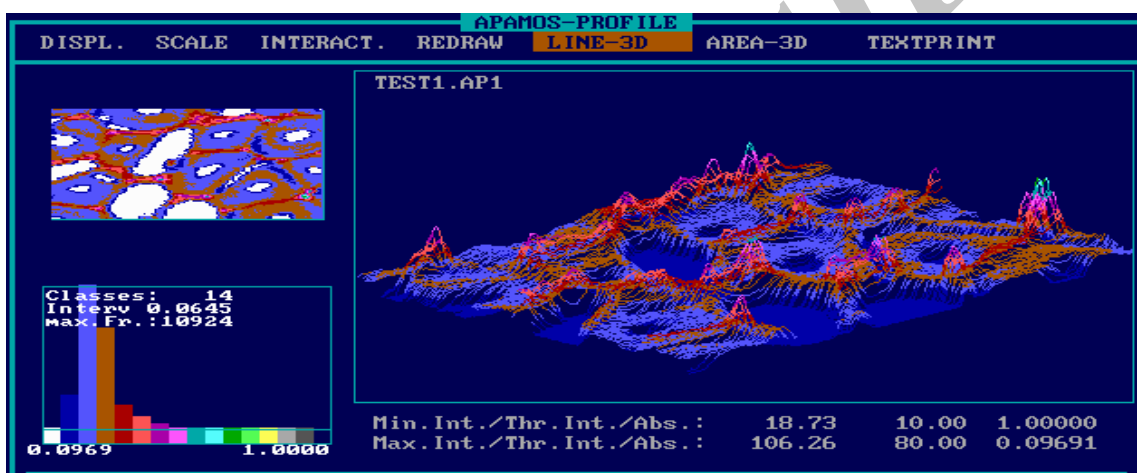 APAMOS-PROFILE
DISPL. SCALE INTERACT. REDRAW LINE-3D AREA-3D TEXTPRINT
TEST1.AP1
Classes: 14
Interv 0.0645
max.Fr.:10924
0.0969 1.0000
Min.Int./Thr.Int./Abs.: 18.73 10.00 1.00000
Max.Int./Thr.Int./Abs.: 106.26 80.00 0.09691